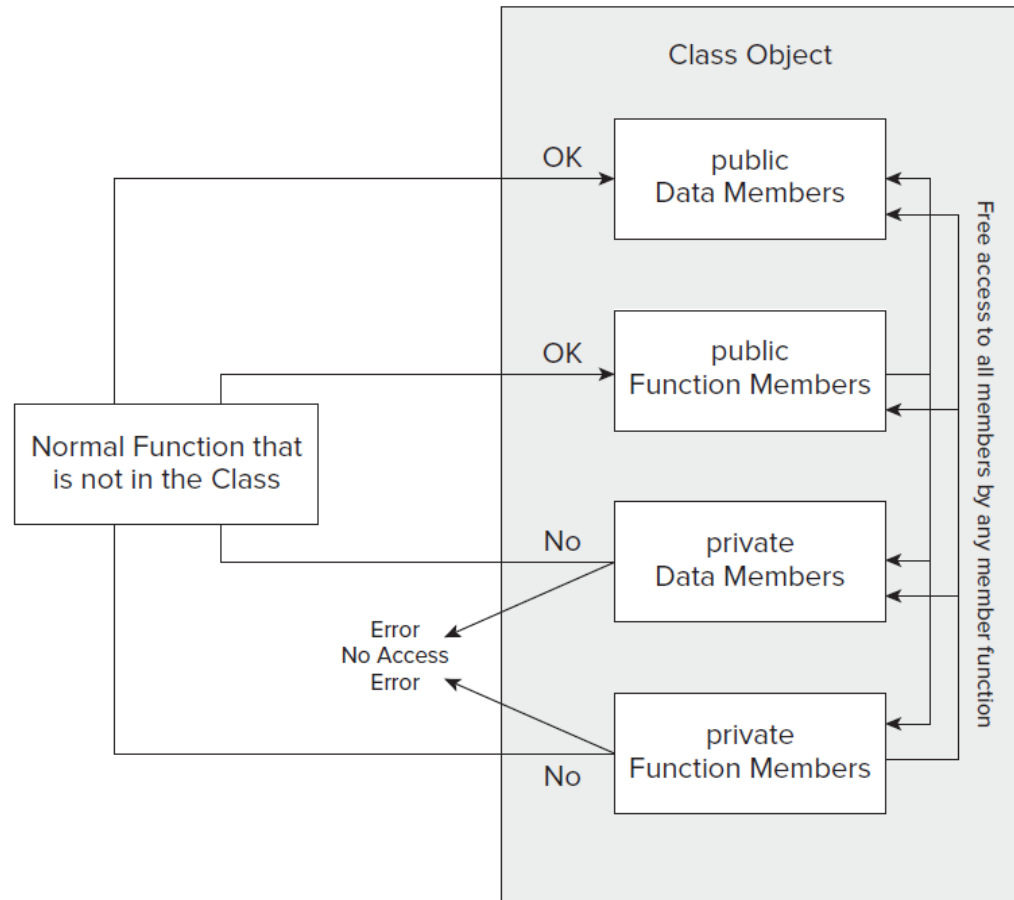 Class Object
OK
public
Data Members
OK
public
Function Members
Normal Function that
is not in the Class
No
private
Data Members
Error
No Access
Error
private
Function Members
No
Free access to all members by any member function